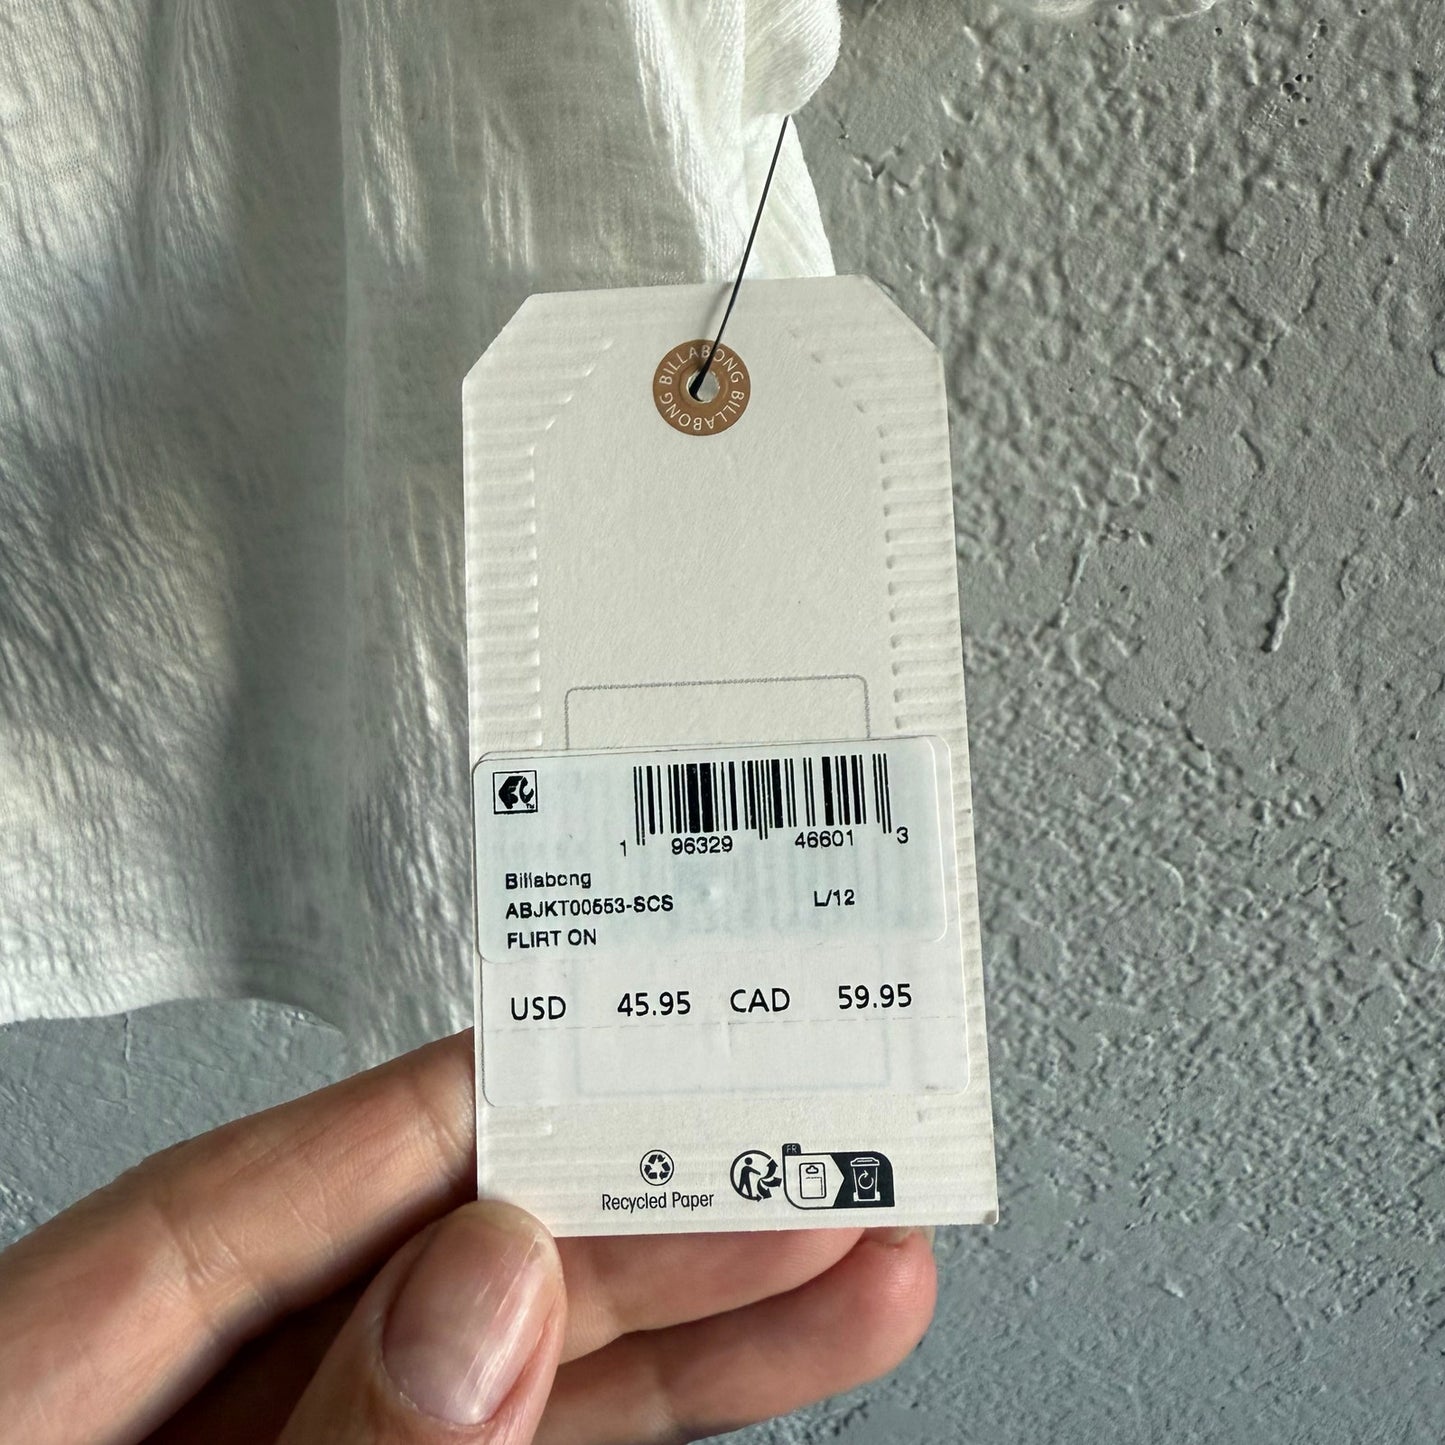 BILLABONG BILLABONG
1 96329 46601 3
Billabong
ABJKT00553-SCS L/12
FLIRT ON
USD 45.95 CAD 59.95
FR
Recycled Paper